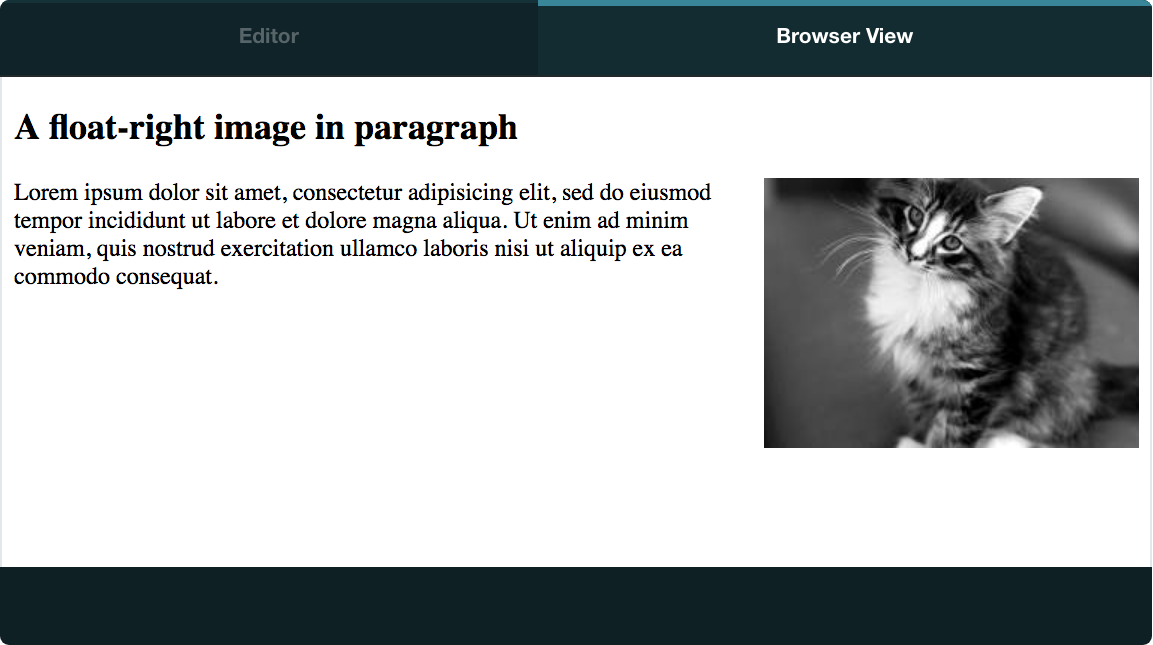 Editor
Browser View
A float-right image in paragraph
Lorem ipsum dolor sit amet, consectetur adipisicing elit, sed do eiusmod
tempor incididunt ut labore et dolore magna aliqua. Ut enim ad minim
veniam, quis nostrud exercitation ullamco laboris nisi ut aliquip ex ea
commodo consequat.